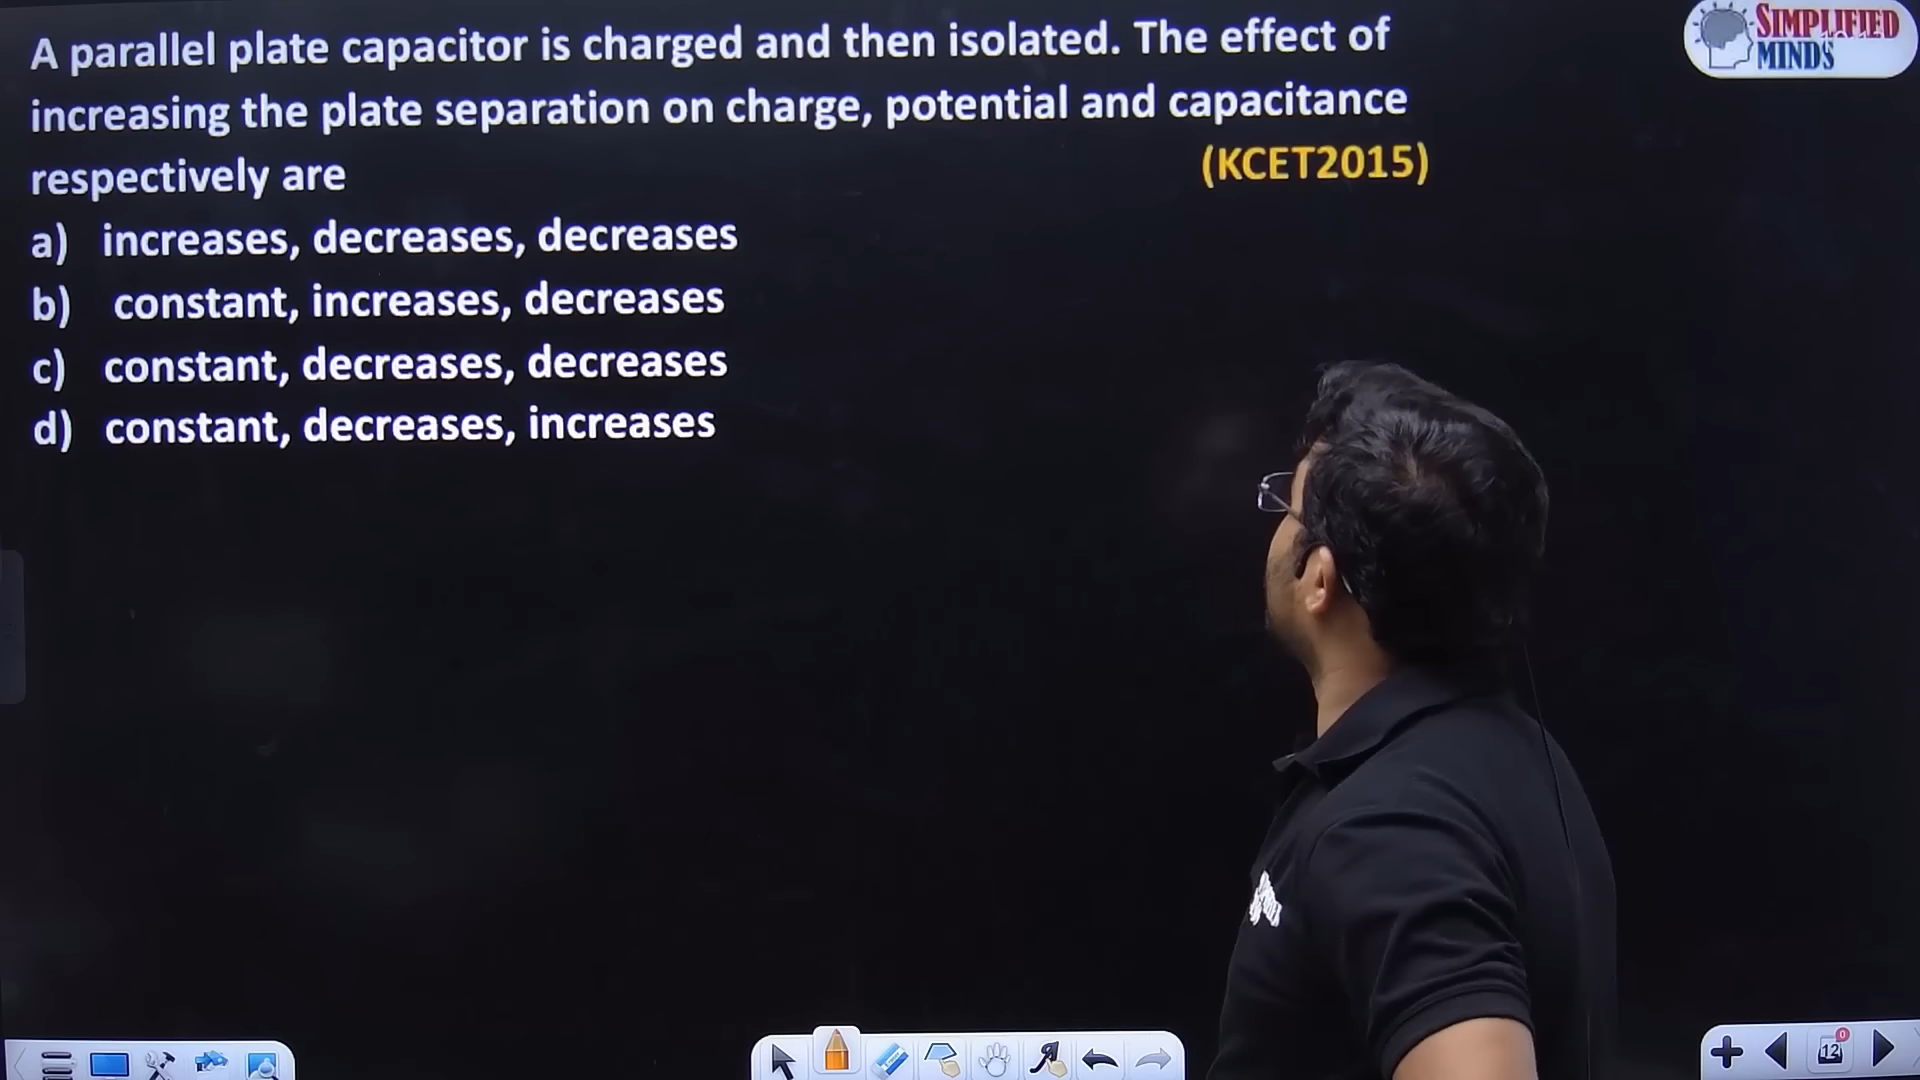 A parallel plate capacitor is charged and then isolated. The effect of
increasing the plate separation on charge, potential and capacitance
respectively are
(KCET2015)
a) increases, decreases, decreases
b) constant, increases, decreases
c) constant, decreases, decreases
d) constant, decreases, increases
SIMPLIFIED
MINDS
12
0